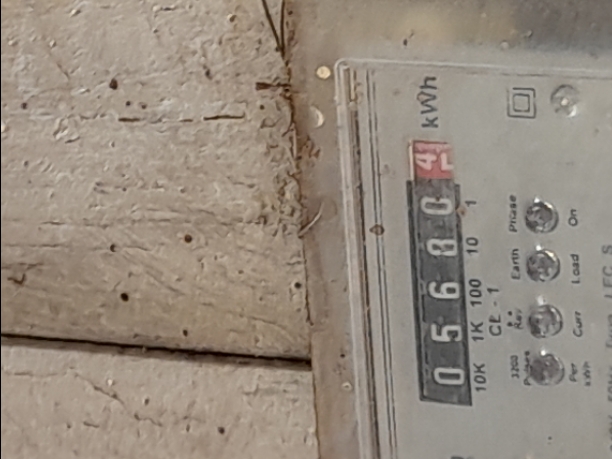 0 5 6 8 0 4 kWh
10K 1K 100 10 1
CE - 1
3200 Pulses Per kWh
Rev Curr
Earth Load
Phase On